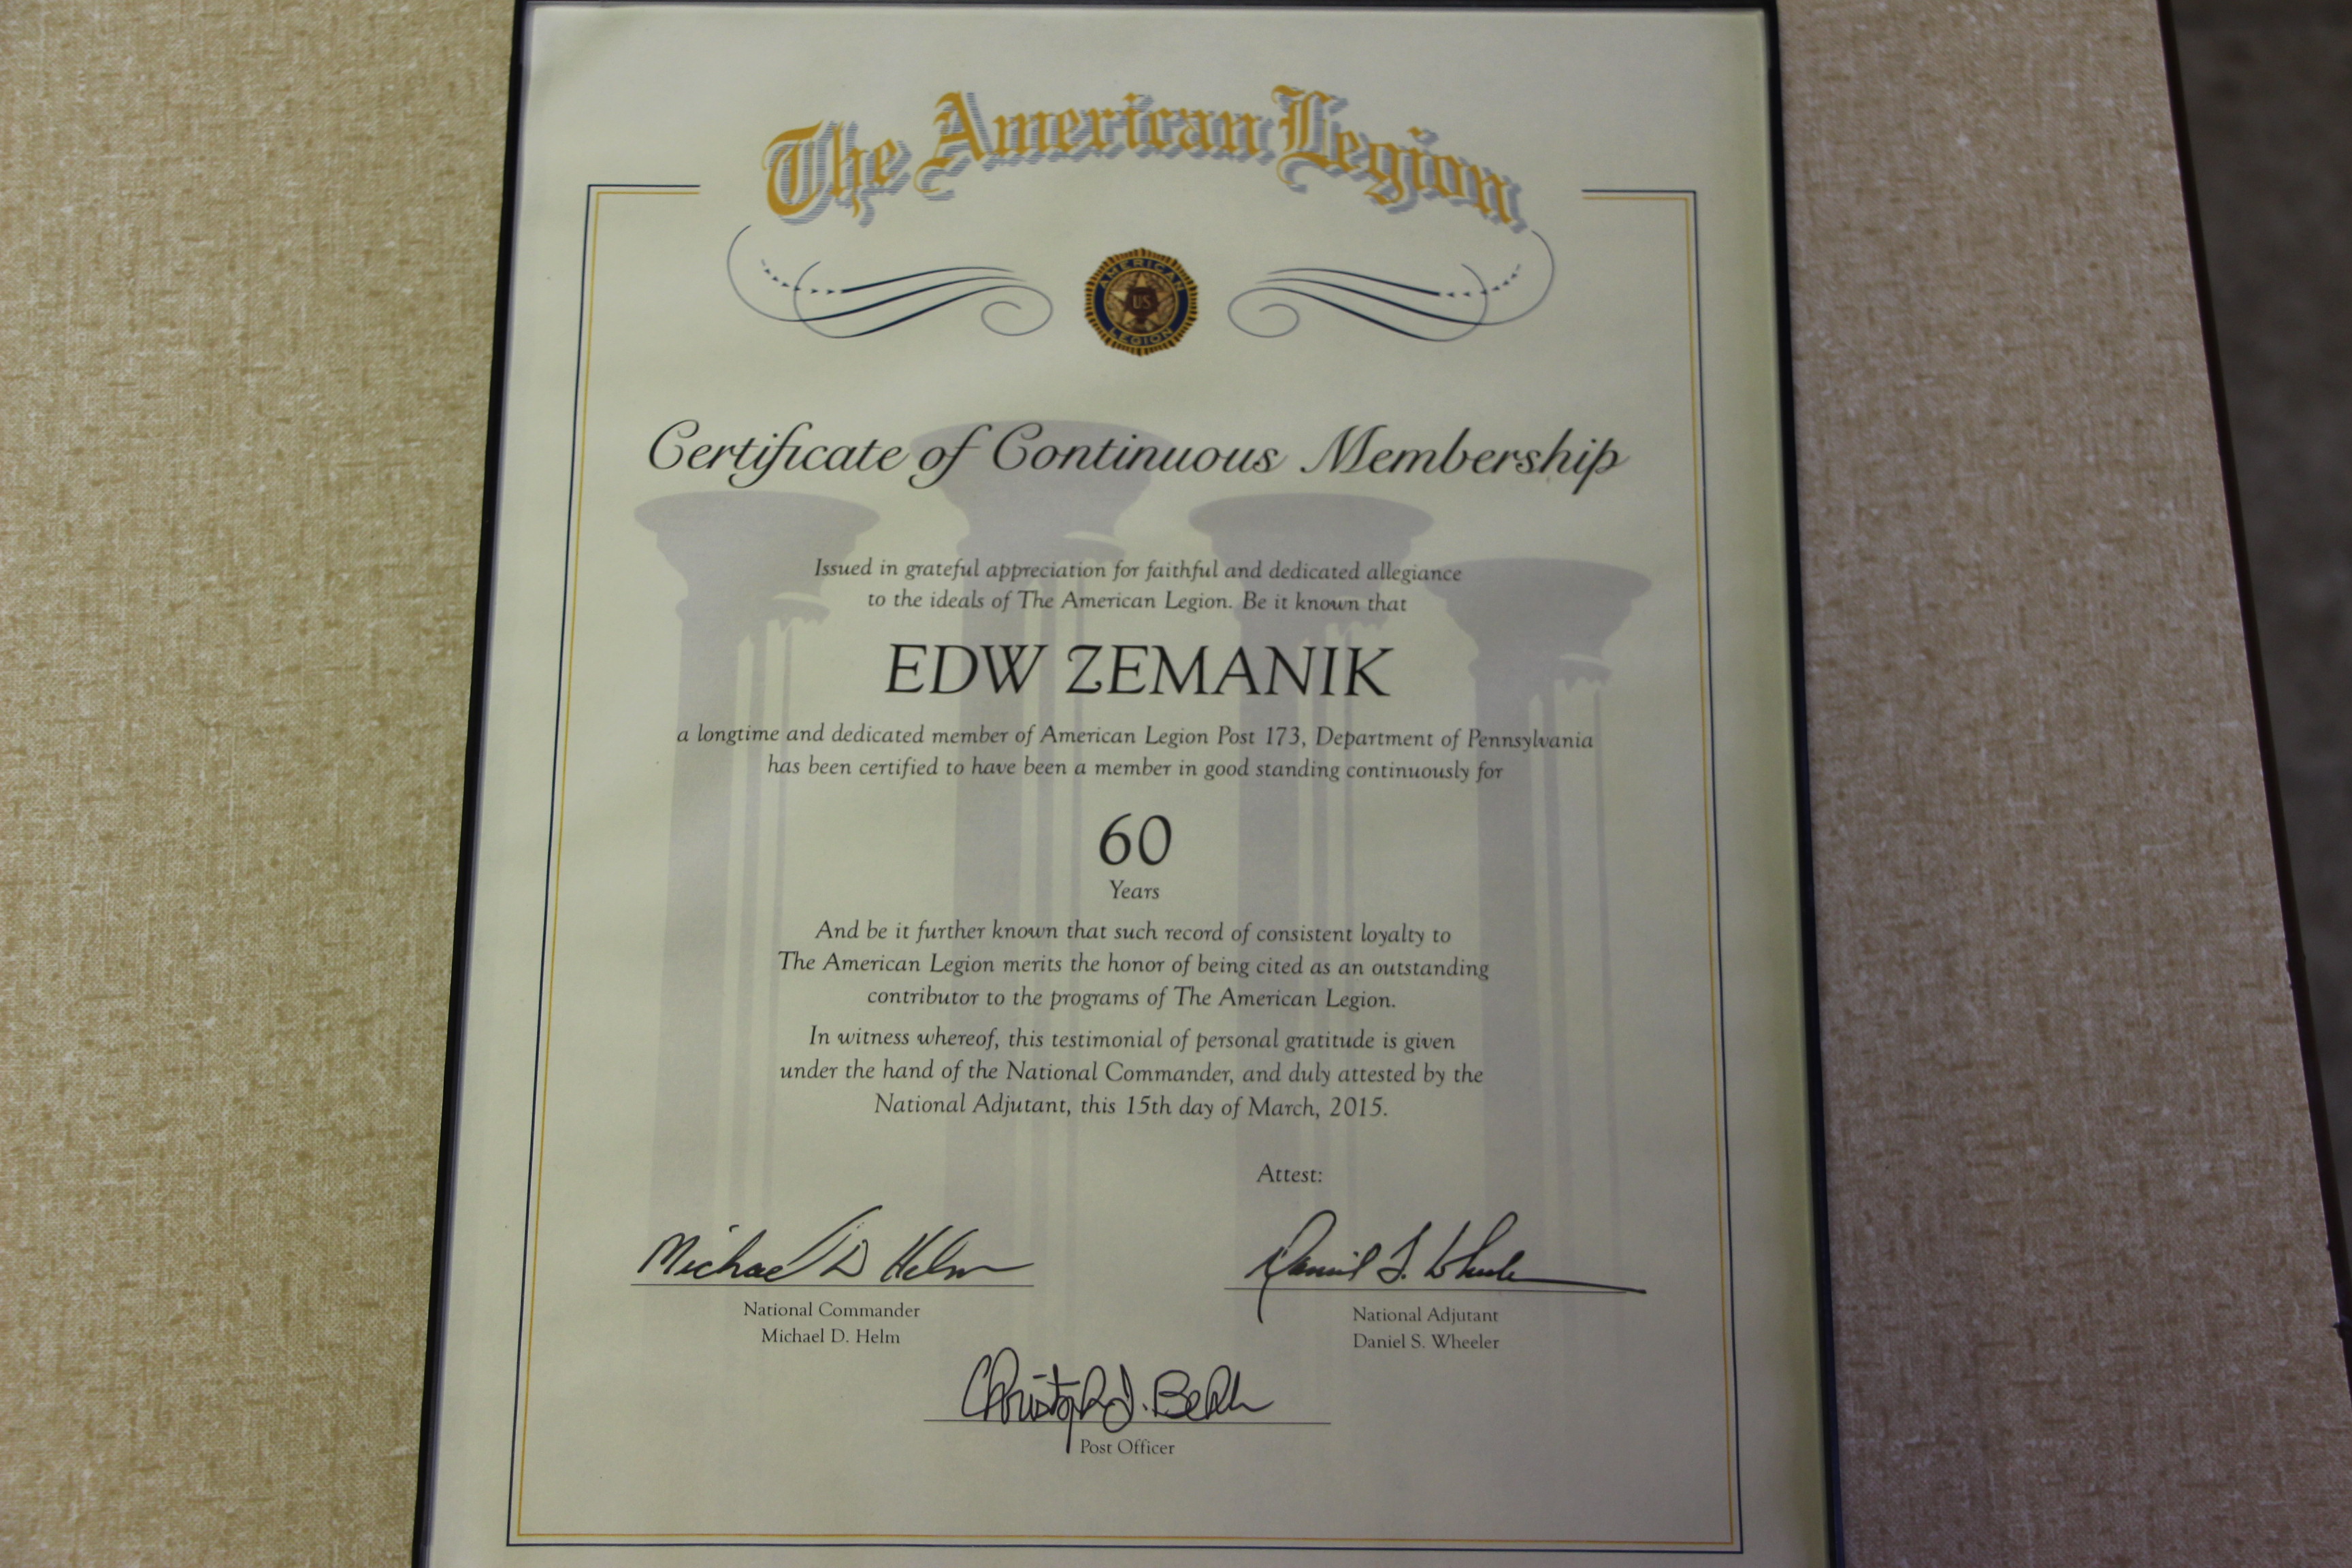 The American Legion
AMERICAN
US
LEGION
Certificate of Continuous Membership
Issued in grateful appreciation for faithful and dedicated allegiance
to the ideals of The American Legion. Be it known that
EDW ZEMANIK
a longtime and dedicated member of American Legion Post 173, Department of Pennsylvania
has been certified to have been a member in good standing continuously for
60
Years
And be it further known that such record of consistent loyalty to
The American Legion merits the honor of being cited as an outstanding
contributor to the programs of The American Legion.
In witness whereof, this testimonial of personal gratitude is given
under the hand of the National Commander, and duly attested by the
National Adjutant, this 15th day of March, 2015.
Attest:
Michael D Helm
Daniel S. Wheeler
National Commander
Michael D. Helm
National Adjutant
Daniel S. Wheeler
Post Officer